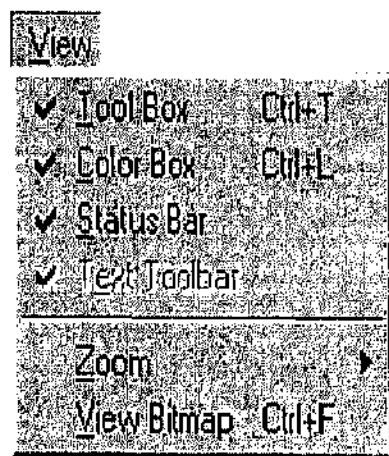 View
Tool Box Ctrl+T
Color Box Ctrl+L
Status Bar
Text Toolbar
Zoom
View Bitmap Ctrl+F